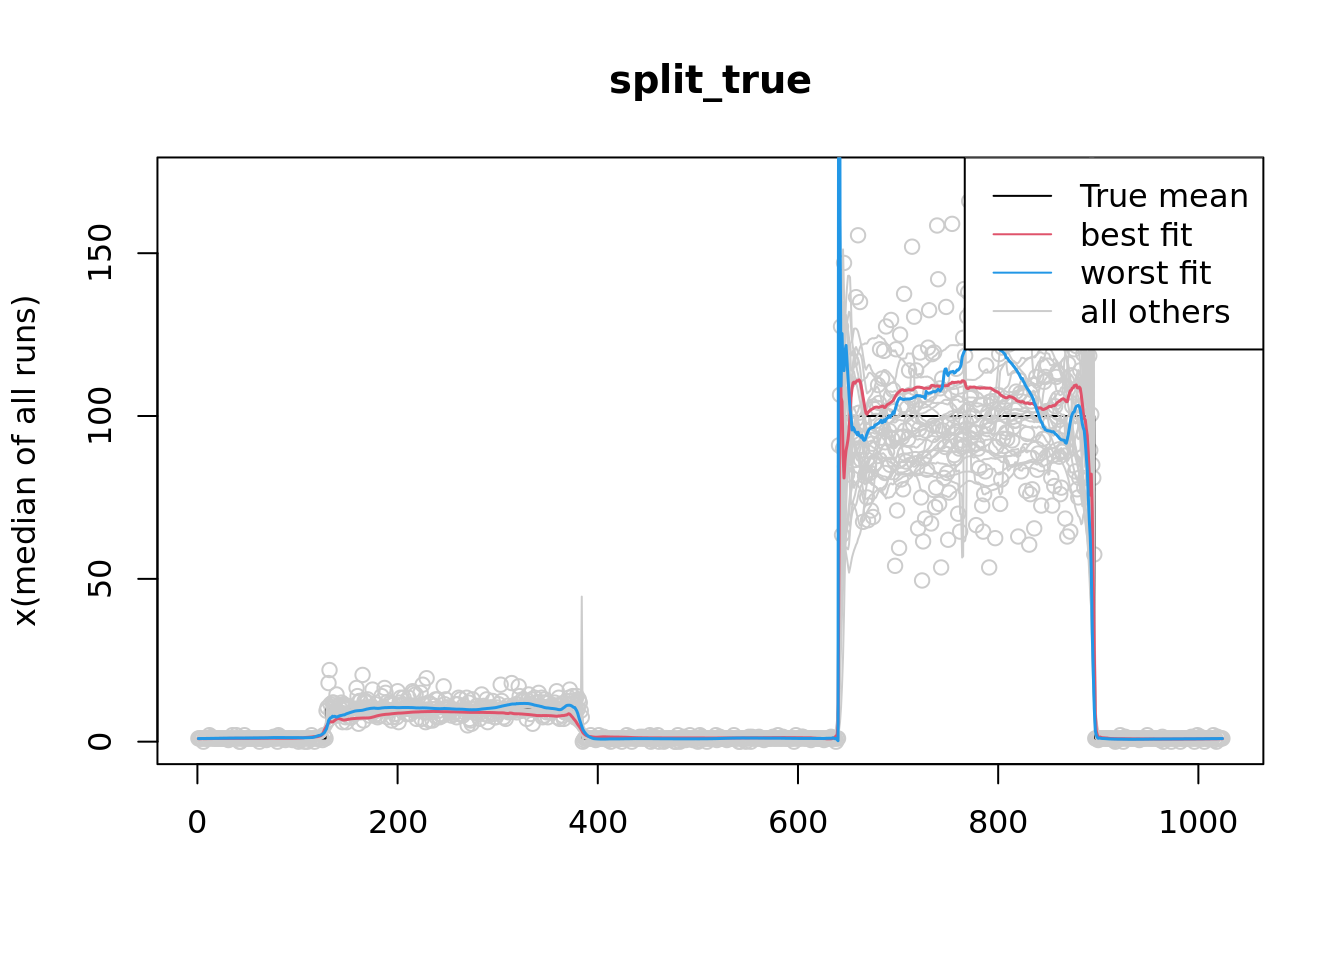 split_true
x(median of all runs)
150
100
50
0
True mean
best fit
worst fit
all others
0 200 400 600 800 1000